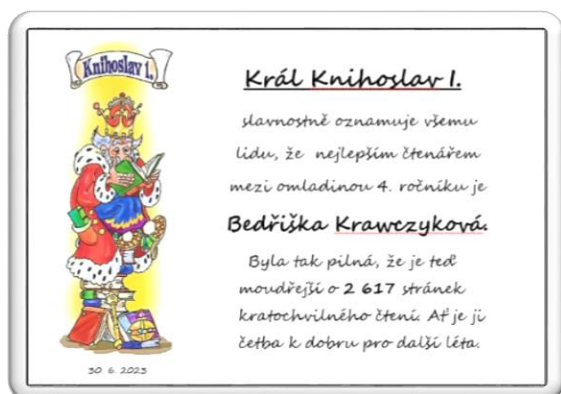 Knihoslav 1.
Král Knihoslav I.
slavnostně oznamuje všemu
lidu, že nejlepším čtenářem
mezi omladinou 4. ročníku je
Bedřiška Krawczyková.
Byla tak pilná, že je teď
moudřejší o 2 617 stránek
kratochvilného čtení. Ať je jí
četba k dobru pro další léta.
30 6. 2023